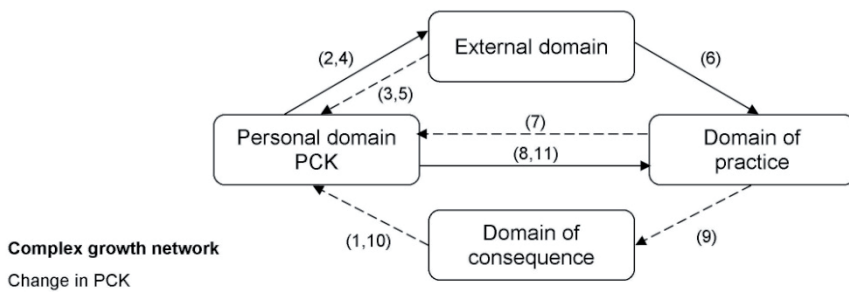 External domain
(2,4)
(6)
(3,5)
(7)
Personal domain
PCK
Domain of
practice
(8,11)
(1,10)
Domain of
consequence
(9)
Complex growth network
Change in PCK